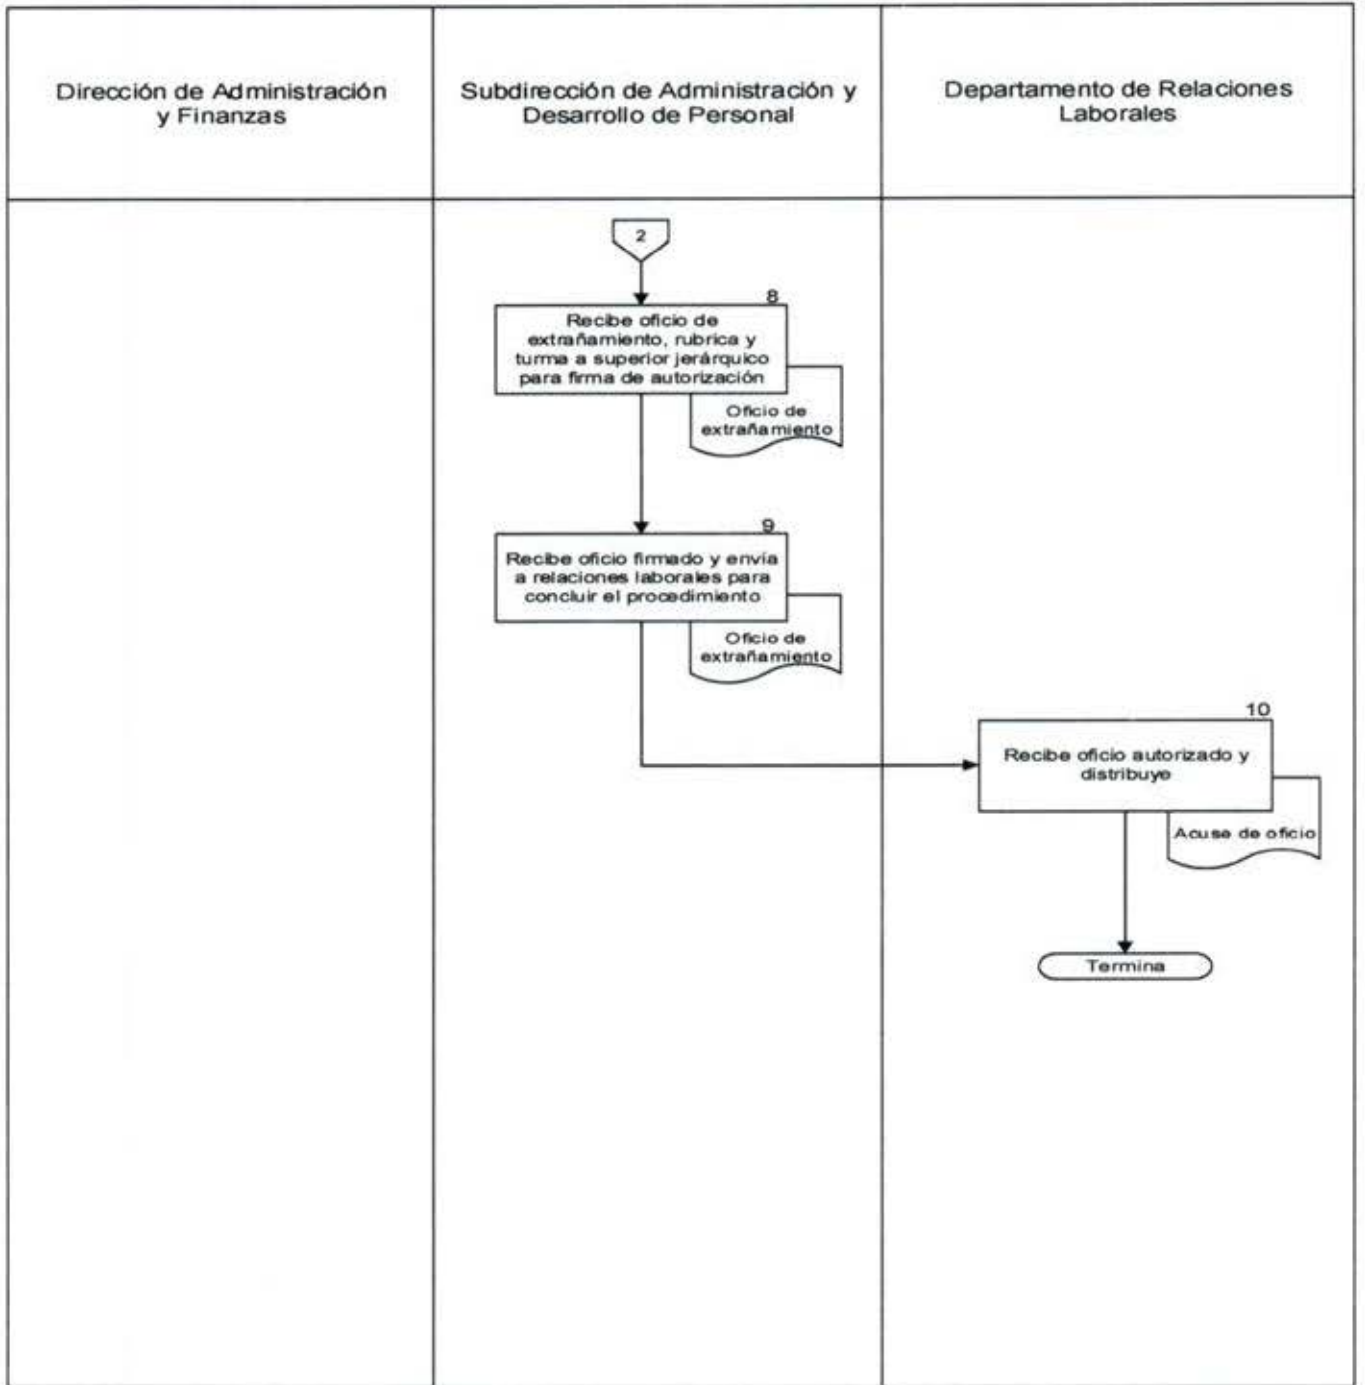 Dirección de Administración
y Finanzas
Subdirección de Administración y
Desarrollo de Personal
Departamento de Relaciones
Laborales
2
8
Recibe oficio de
extrañamiento, rubrica y
turma a superior jerárquico
para firma de autorización
Oficio de
extrañamiento
9
Recibe oficio firmado y envía
a relaciones laborales para
concluir el procedimiento
Oficio de
extrañamiento
10
Recibe oficio autorizado y
distribuye
Acuse de oficio
Termina